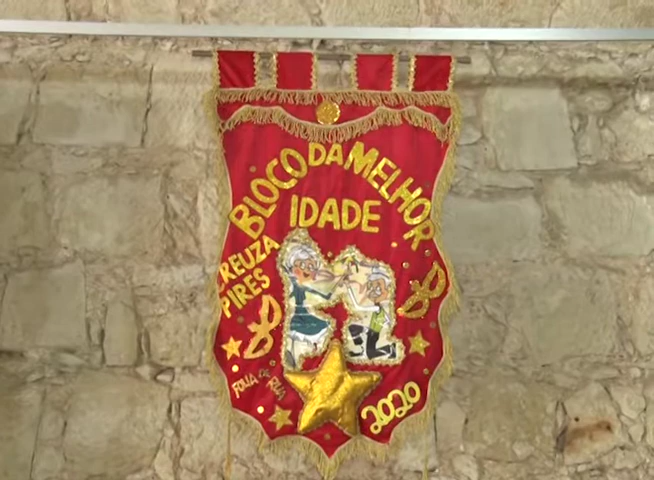 BLOCO DA MELHOR
IDADE
CREUZA
PIRES
FOLIA DE RUA
2020